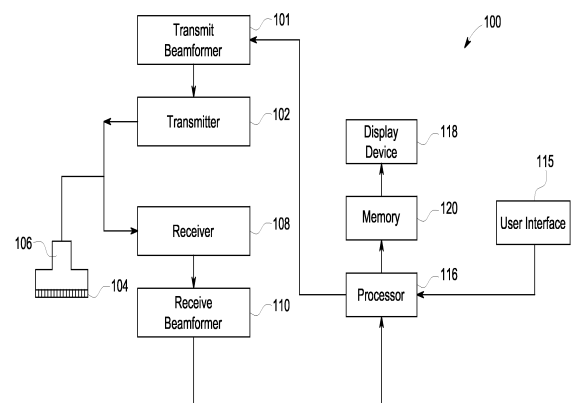 101
Transmit
Beamformer
100
Transmitter
102
Display
Device
118
115
106
Receiver
108
Memory
120
User Interface
104
Receive
Beamformer
110
Processor
116